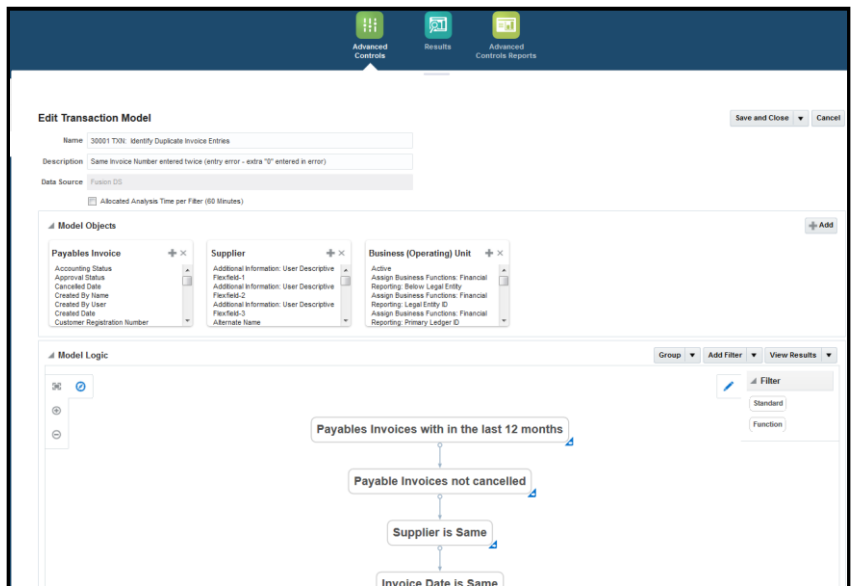 Advanced
Controls
Results
Advanced
Controls Reports
Edit Transaction Model
Save and Close
Cancel
Name 30001 TXN: Identify Duplicate Invoice Entries
Description Same Invoice Number entered twice (entry error - extra "0" entered in error)
Data Source Fusion DS
Allocated Analysis Time per Filter (60 Minutes)
Model Objects
Add
Payables Invoice
Accounting Status
Approval Status
Cancelled Date
Created By Name
Created By User
Created Date
Customer Registration Number
Supplier
Additional Information: User Descriptive
Flexfield-1
Additional Information: User Descriptive
Flexfield-2
Additional Information: User Descriptive
Flexfield-3
Alternate Name
Business (Operating) Unit
Active
Assign Business Functions: Financial
Reporting: Below Legal Entity
Assign Business Functions: Financial
Reporting: Legal Entity ID
Assign Business Functions: Financial
Reporting: Primary Ledger ID
Model Logic
Group
Add Filter
View Results
Filter
Standard
Function
Payables Invoices with in the last 12 months
Payable Invoices not cancelled
Supplier is Same
Invoice Date is Same